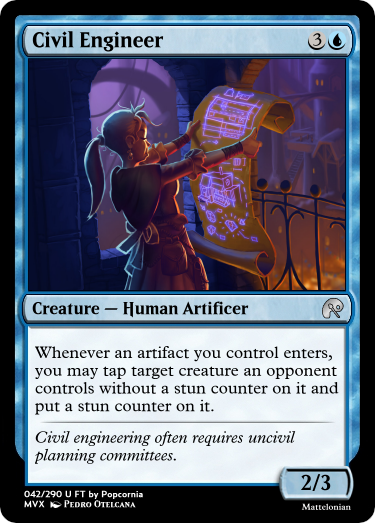 Civil Engineer 3
Creature — Human Artificer
Whenever an artifact you control enters,
you may tap target creature an opponent
controls without a stun counter on it and
put a stun counter on it.
Civil engineering often requires uncivil
planning committees.
2/3
042/290 U FT by Popcornia
MVX PEDRO OTELCANA
Mattelonian